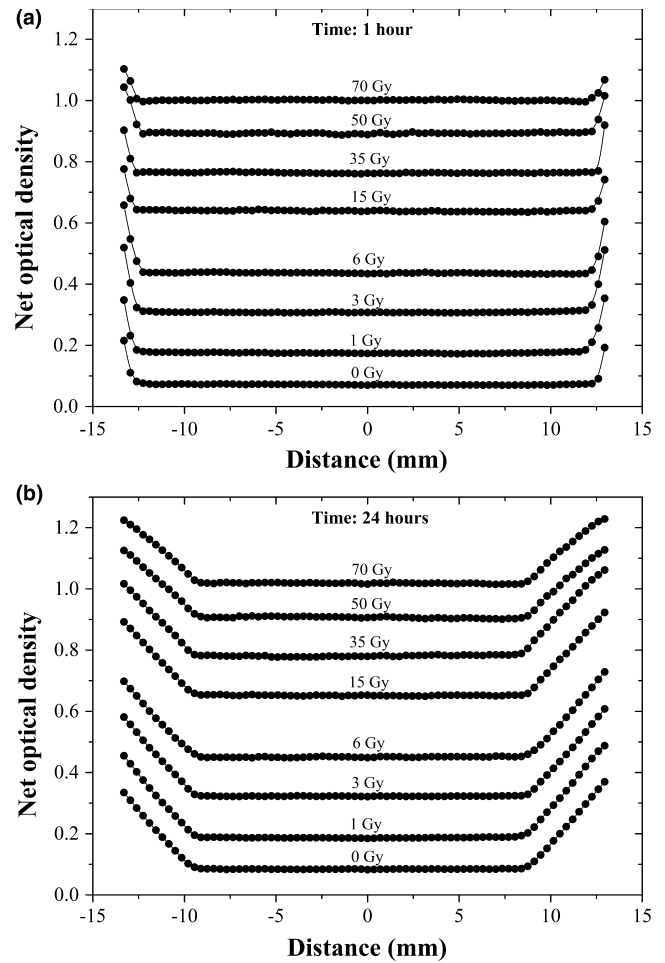 (a)
Time: 1 hour
1.2
1.0
0.8
0.6
0.4
0.2
0.0
Net optical density
70 Gy
50 Gy
35 Gy
15 Gy
6 Gy
3 Gy
1 Gy
0 Gy
-15 -10 -5 0 5 10 15
Distance (mm)
(b)
Time: 24 hours
1.2
1.0
0.8
0.6
0.4
0.2
0.0
Net optical density
70 Gy
50 Gy
35 Gy
15 Gy
6 Gy
3 Gy
1 Gy
0 Gy
-15 -10 -5 0 5 10 15
Distance (mm)